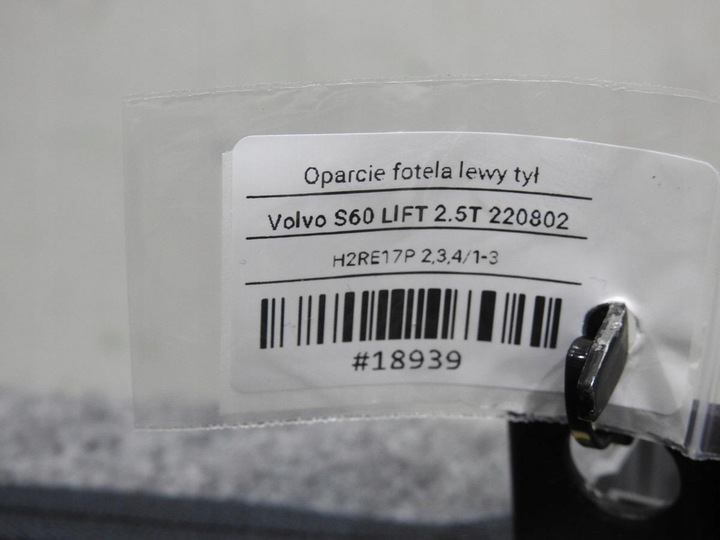 Oparcie fotela lewy tył
Volvo S60 LIFT 2.5T 220802
H2RE17P 2,3,4/1-3
#18939